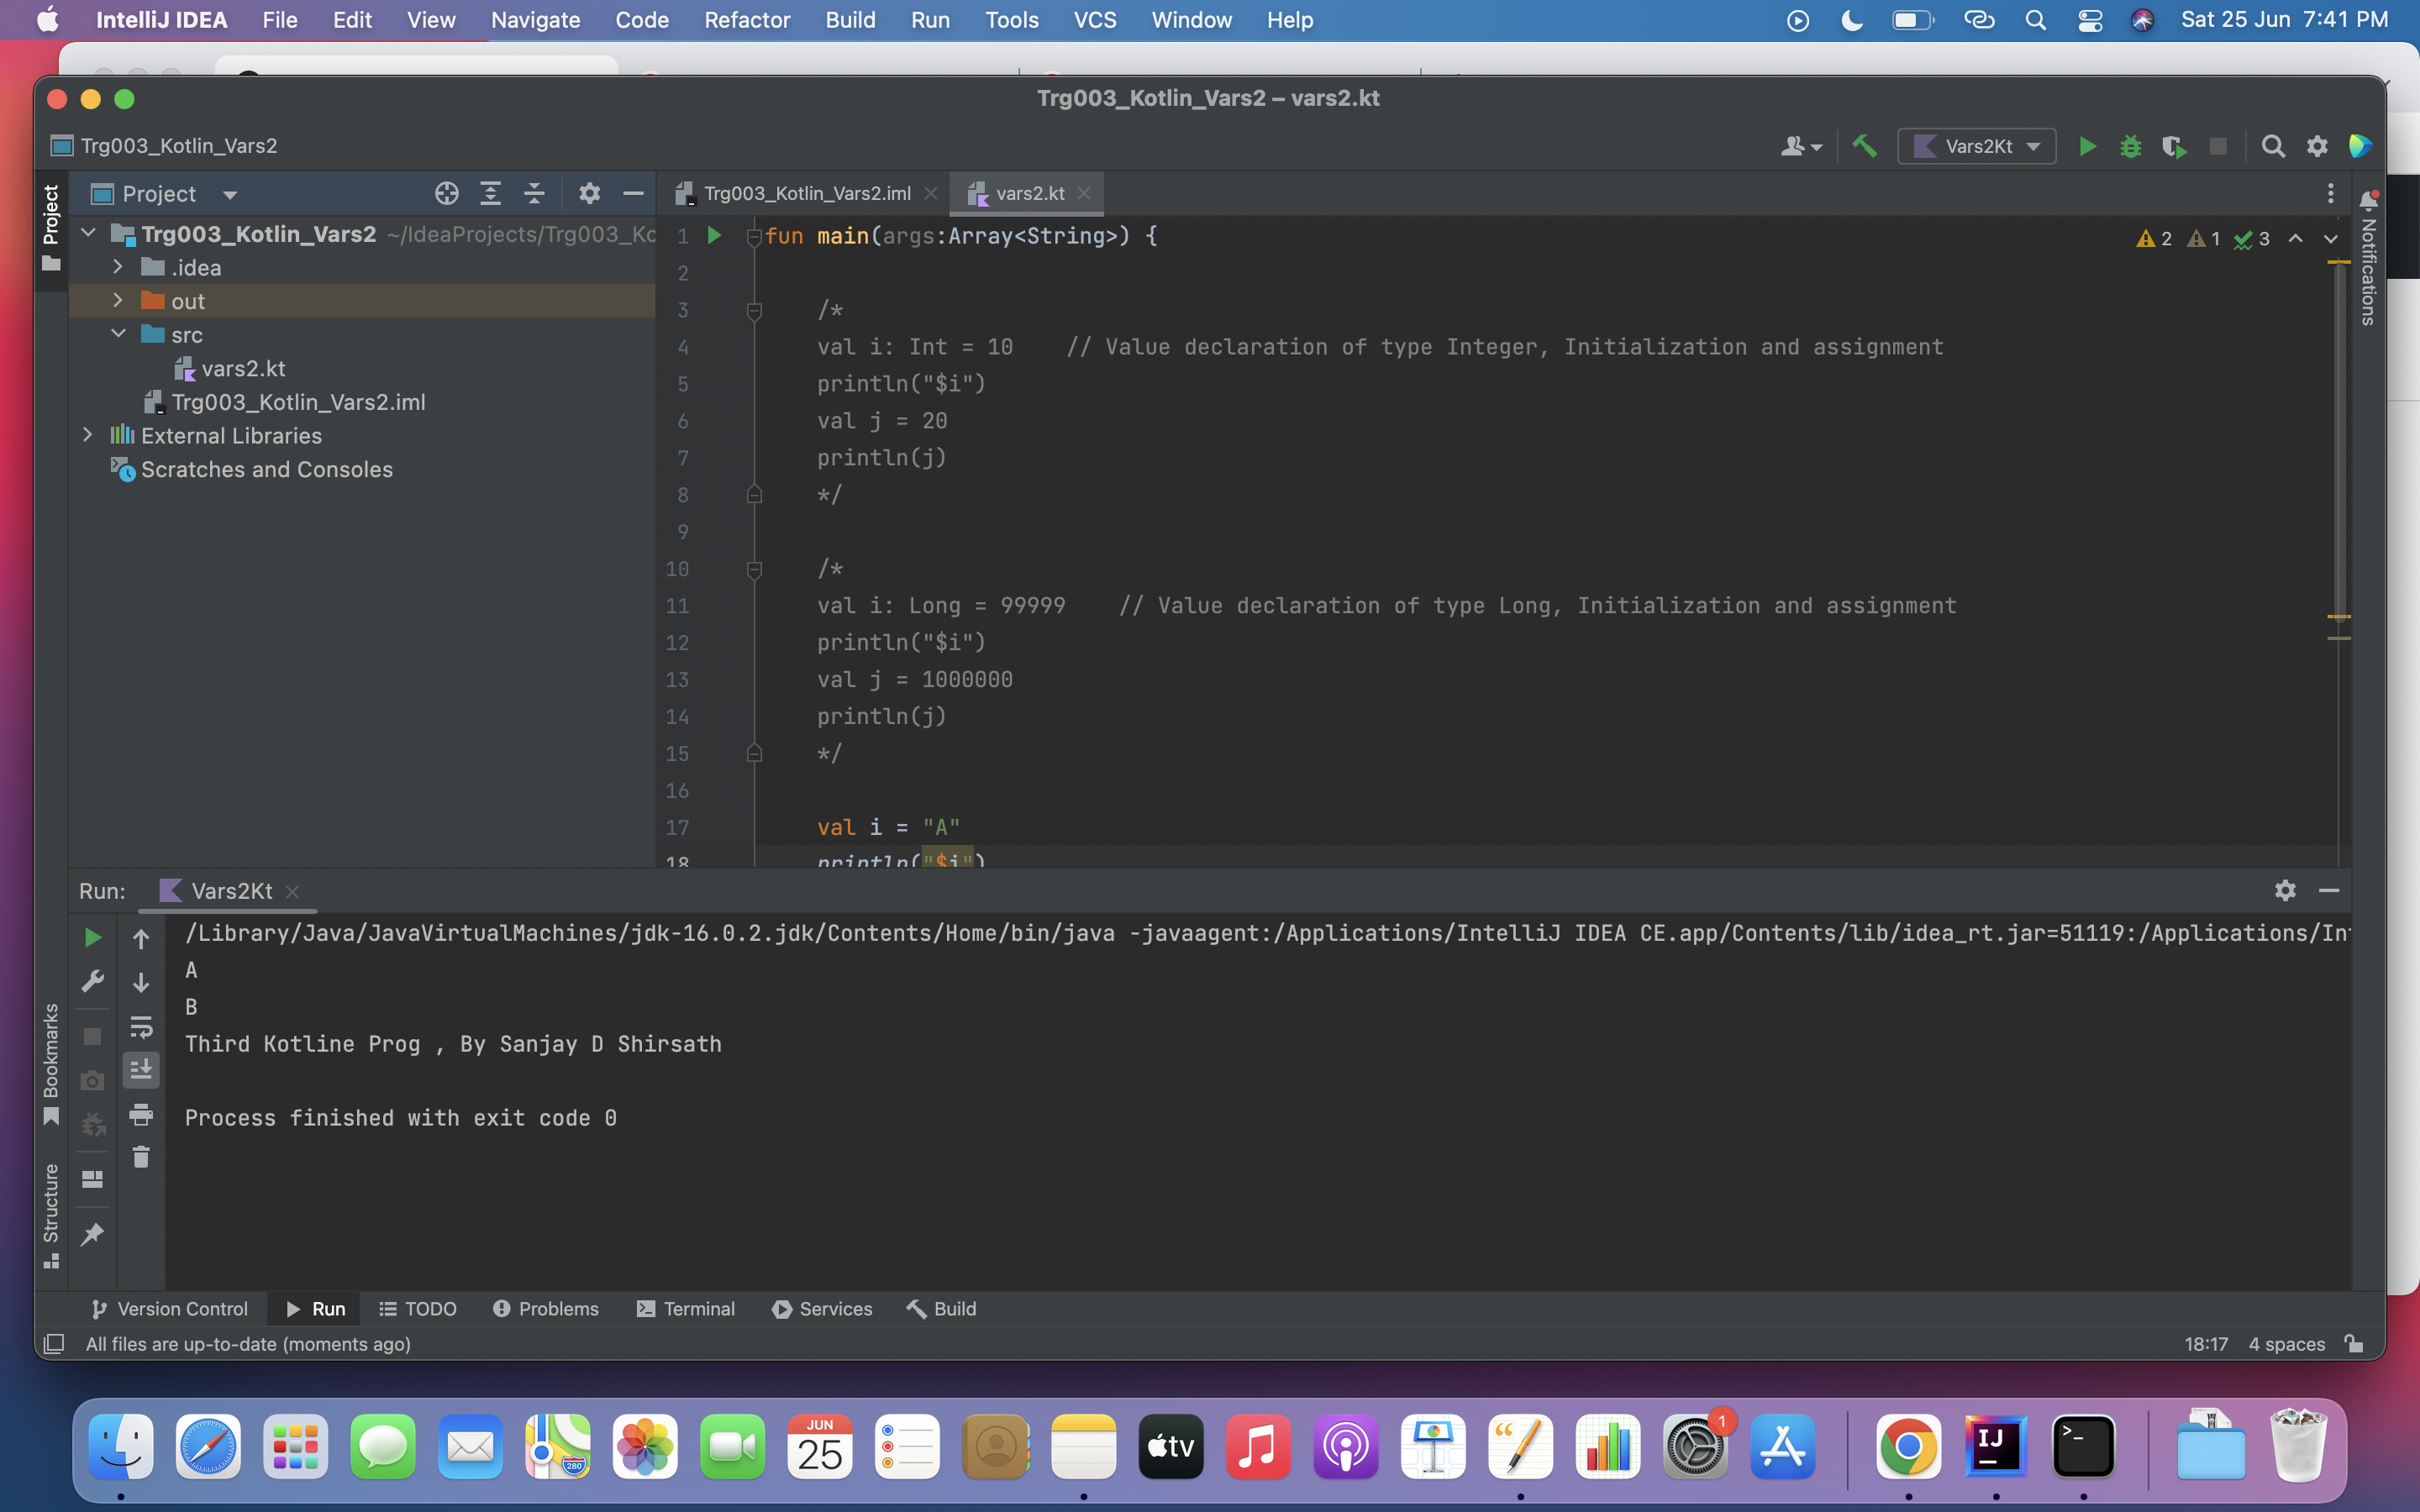 IntelliJ IDEA File Edit View Navigate Code Refactor Build Run Tools VCS Window Help Sat 25 Jun 7:41 PM
Trg003_Kotlin_Vars2 – vars2.kt
Trg003_Kotlin_Vars2 Vars2Kt
Project Project Trg003_Kotlin_Vars2.iml vars2.kt
Trg003_Kotlin_Vars2 ~/IdeaProjects/Trg003_Ko
.idea
out
src
vars2.kt
Trg003_Kotlin_Vars2.iml
External Libraries
Scratches and Consoles
1 fun main(args:Array<String>) { 2 1 3
2
3 /*
4 val i: Int = 10 // Value declaration of type Integer, Initialization and assignment
5 println("$i")
6 val j = 20
7 println(j)
8 */
9
10 /*
11 val i: Long = 99999 // Value declaration of type Long, Initialization and assignment
12 println("$i")
13 val j = 1000000
14 println(j)
15 */
16
17 val i = "A"
18 println("$i")
Notifications
Run: Vars2Kt
/Library/Java/JavaVirtualMachines/jdk-16.0.2.jdk/Contents/Home/bin/java -javaagent:/Applications/IntelliJ IDEA CE.app/Contents/lib/idea_rt.jar=51119:/Applications/Int
A
B
Third Kotline Prog , By Sanjay D Shirsath
Process finished with exit code 0
Bookmarks
Structure
Version Control Run TODO Problems Terminal Services Build
All files are up-to-date (moments ago) 18:17 4 spaces
JUN
25
280
tv
1
IJ
>_